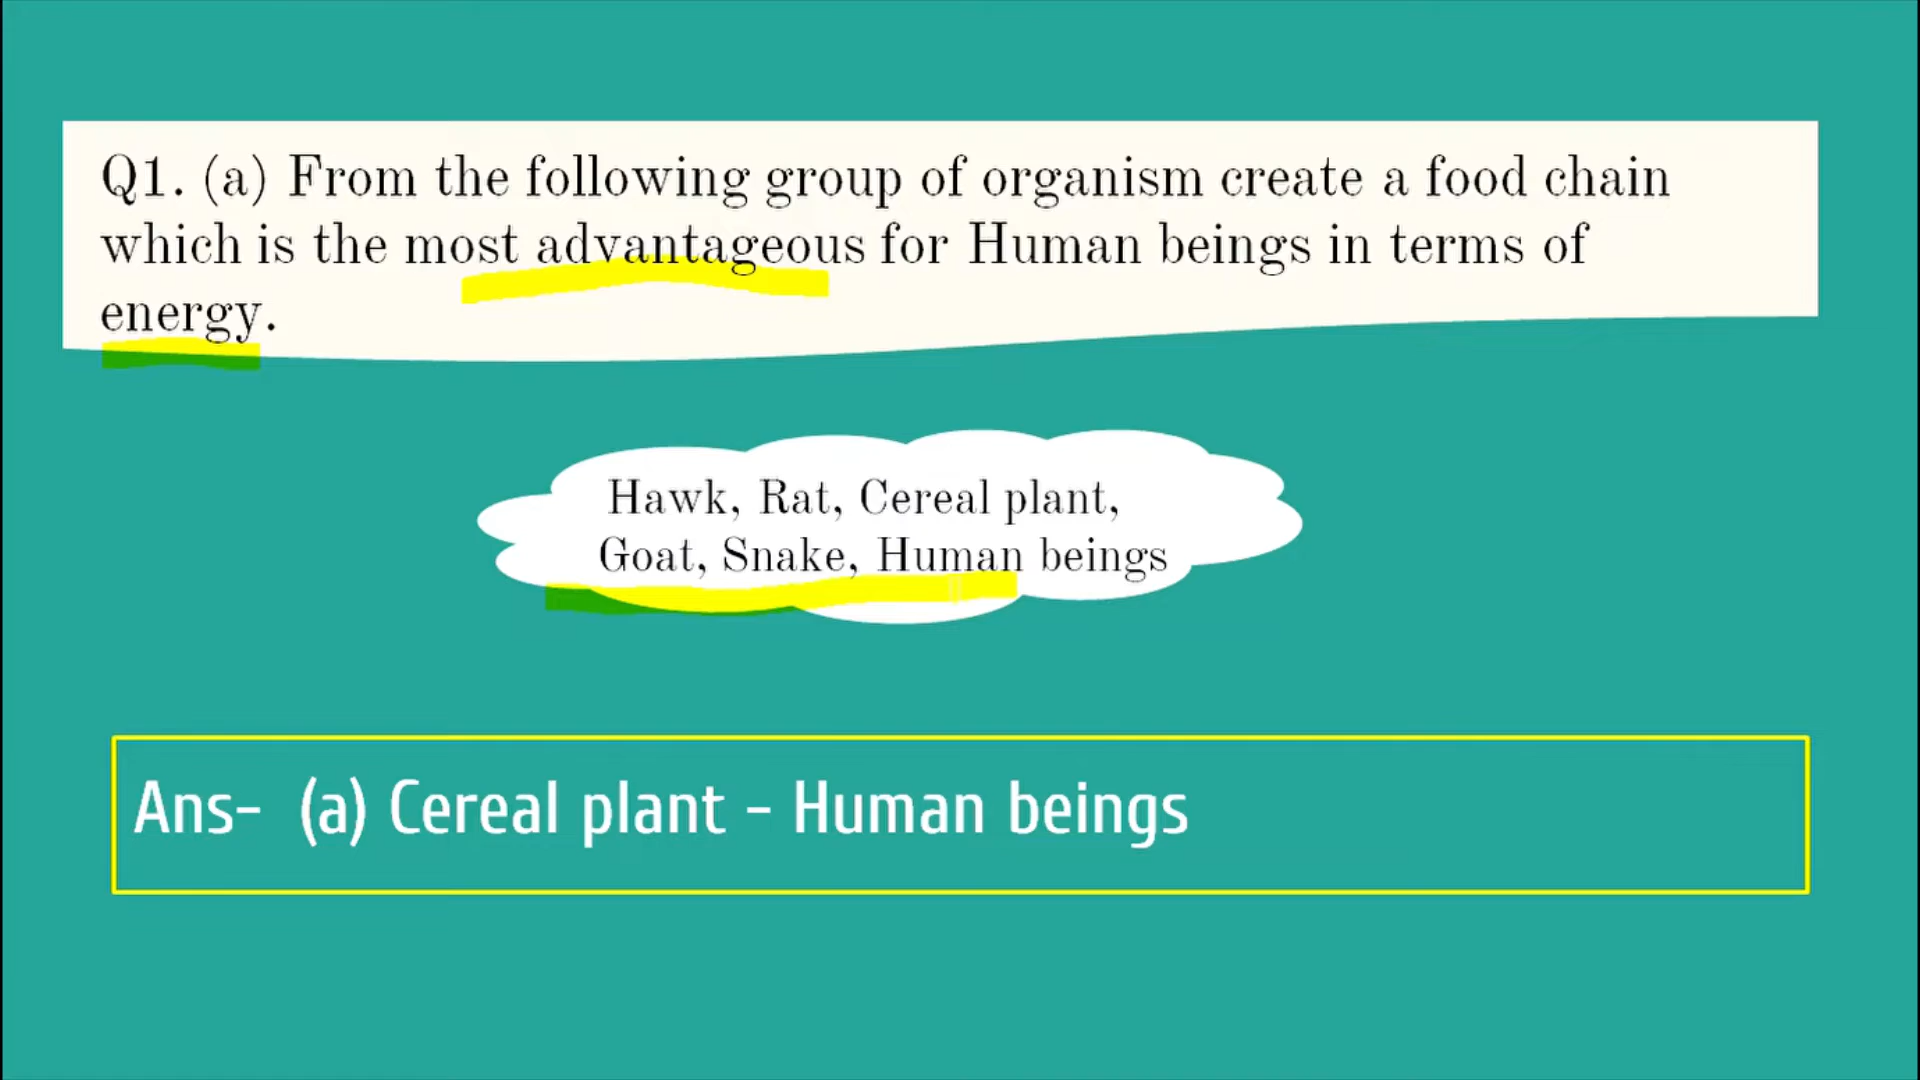 Q1. (a) From the following group of organism create a food chain
which is the most advantageous for Human beings in terms of
energy.
Hawk, Rat, Cereal plant,
Goat, Snake, Human beings
Ans- (a) Cereal plant - Human beings